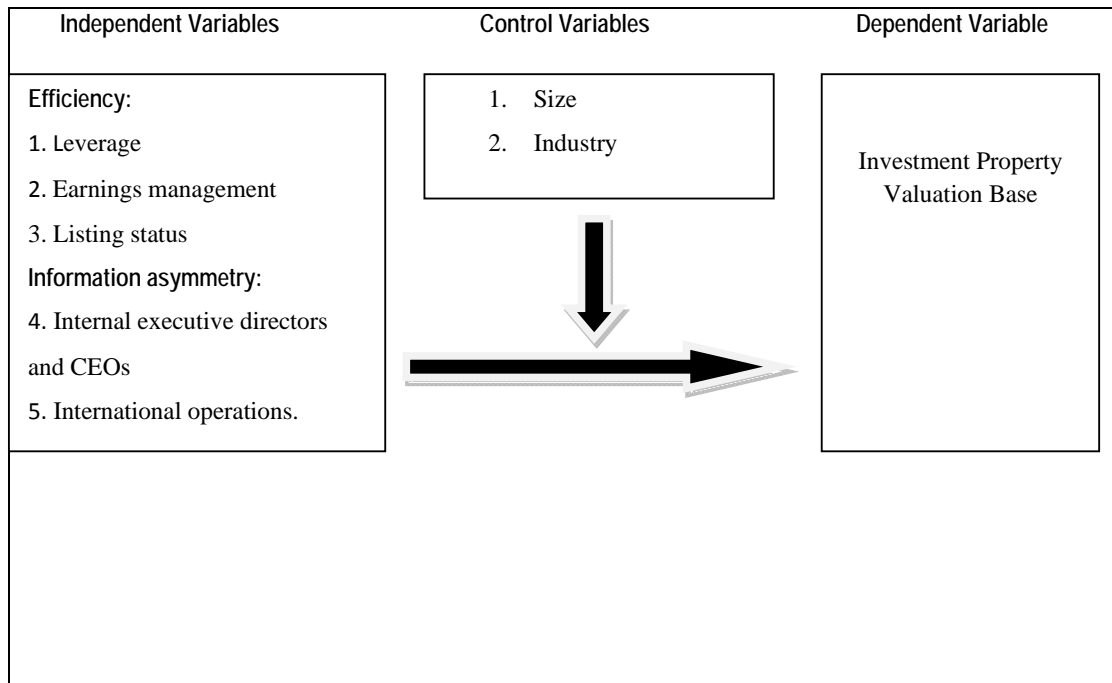 Independent Variables
Control Variables
Dependent Variable
Efficiency:
1. Leverage
2. Earnings management
3. Listing status
Information asymmetry:
4. Internal executive directors
and CEOs
5. International operations.
1. Size
2. Industry
Investment Property
Valuation Base